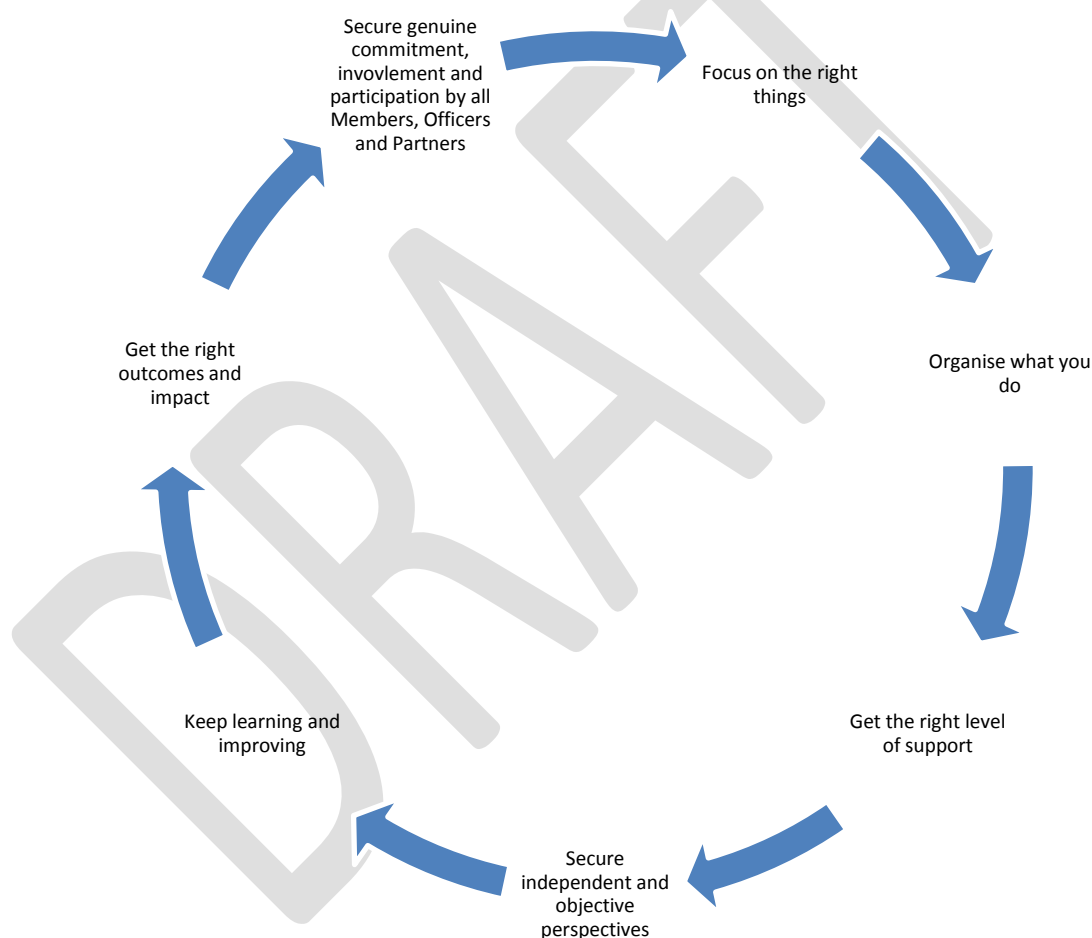 Secure genuine
commitment,
invovlement and
participation by all
Members, Officers
and Partners
Focus on the right
things
Organise what you
do
Get the right level
of support
Secure
independent and
objective
perspectives
Keep learning and
improving
Get the right
outcomes and
impact
DRAFT